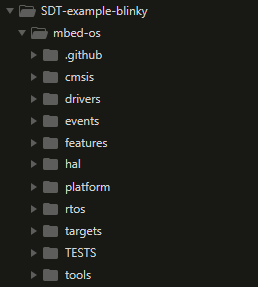 SDT-example-blinky
mbed-os
.github
cmsis
drivers
events
features
hal
platform
rtos
targets
TESTS
tools